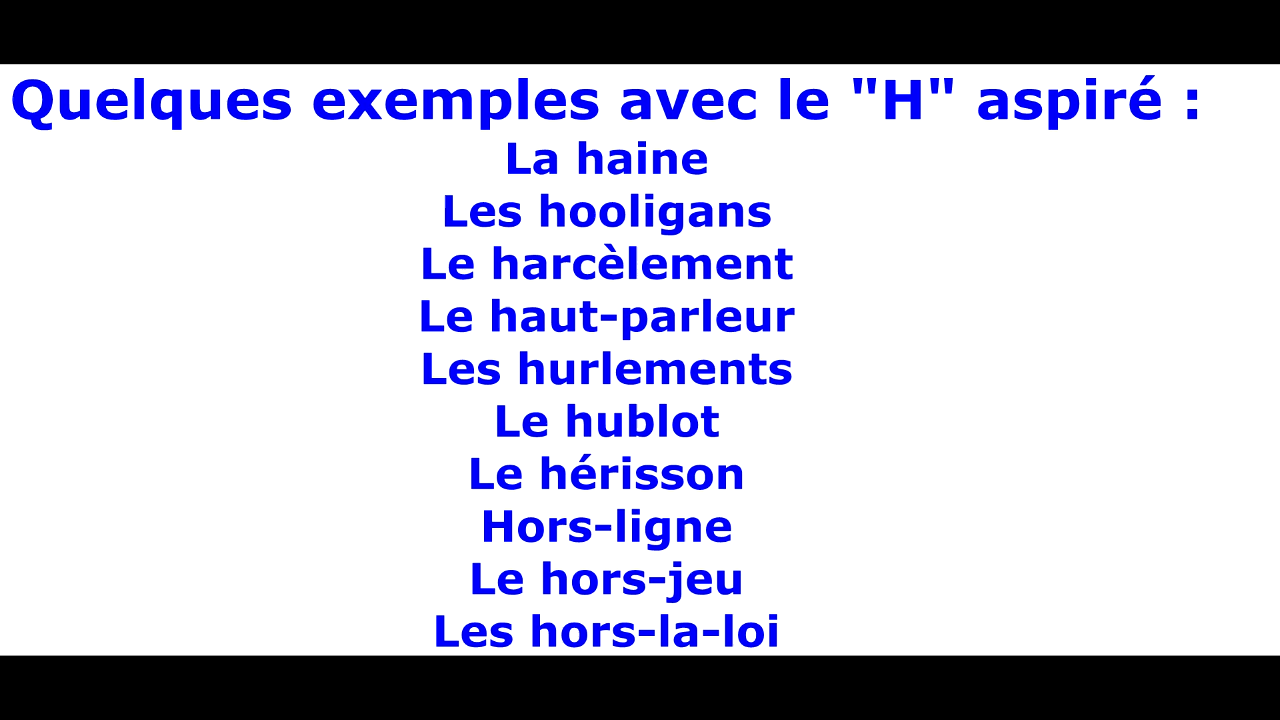 Quelques exemples avec le "H" aspiré :
La haine
Les hooligans
Le harcèlement
Le haut-parleur
Les hurlements
Le hublot
Le hérisson
Hors-ligne
Le hors-jeu
Les hors-la-loi